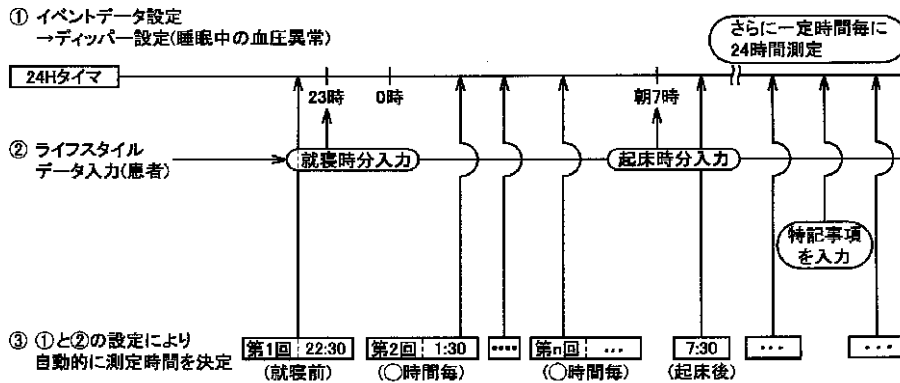 ① イベントデータ設定
→ディッパー設定(睡眠中の血圧異常)
さらに一定時間毎に
24時間測定
24Hタイマ
23時
0時
朝7時
② ライフスタイル
データ入力(患者)
就寝時分入力
起床時分入力
特記事項
を入力
③ ①と②の設定により
自動的に測定時間を決定
第1回 22:30
(就寝前)
第2回 1:30
(○時間毎)
••••
第n回 •••
(○時間毎)
7:30
(起床後)
•••
•••